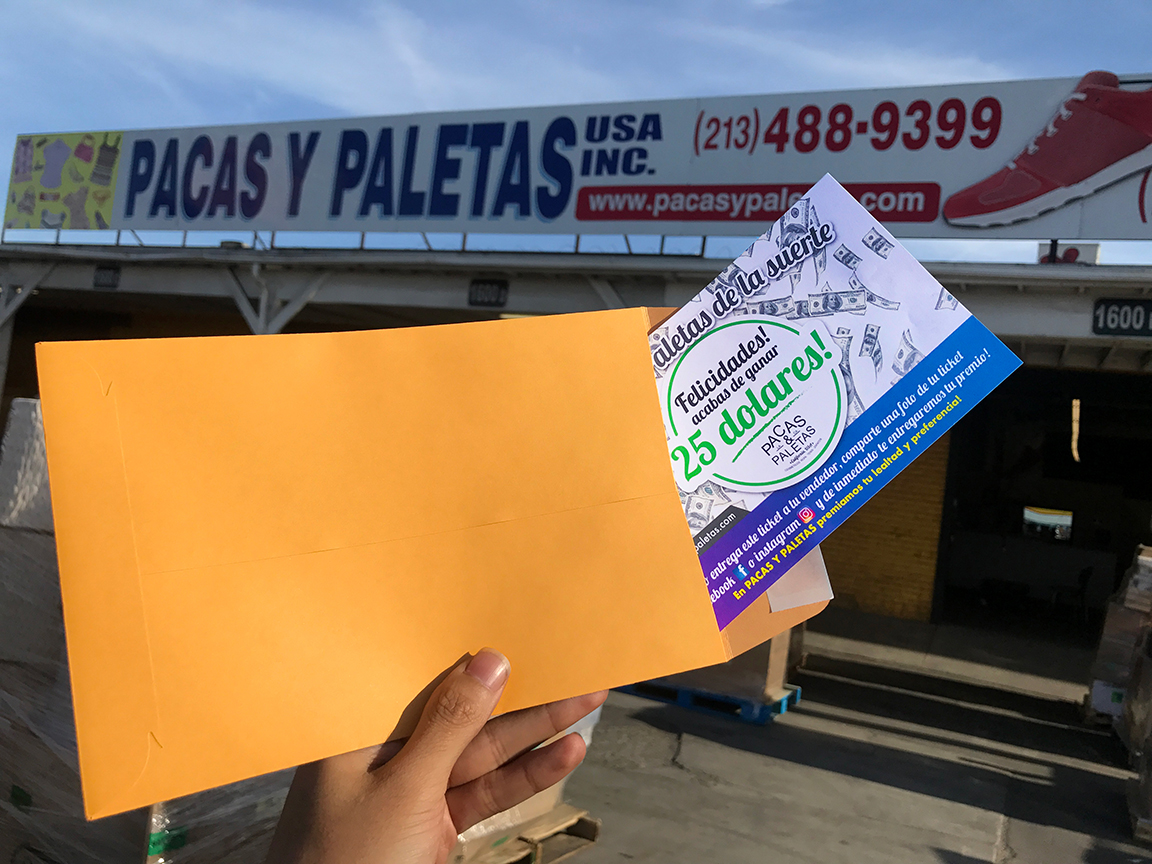 PACAS Y PALETAS
USA
INC.
(213) 488-9399
www.pacasypale .com
1600
1600
aletas de la suerte
Felicidades!
acabas de ganar
25 dolares!
PACAS
&
PALETAS
paletas.com
entrega este ticket a tu vendedor, comparte una foto de tu ticket
ebook f o instagram y de inmediato te entregaremos tu premio!
En PACAS Y PALETAS premiamos tu lealtad y preferencia!